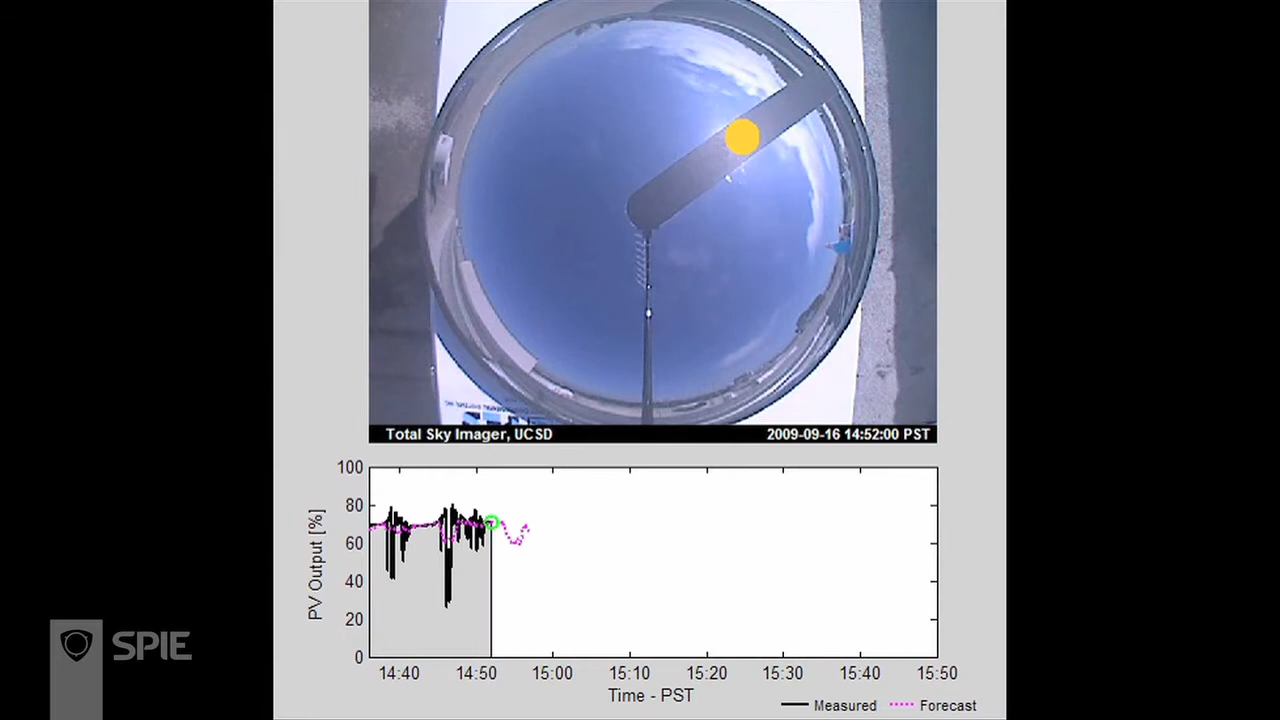 Total Sky Imager, UCSD 2009-09-16 14:52:00 PST
100
80
60
40
20
0
PV Output [%]
14:40 14:50 15:00 15:10 15:20 15:30 15:40 15:50
Time - PST
Measured Forecast
SPIE